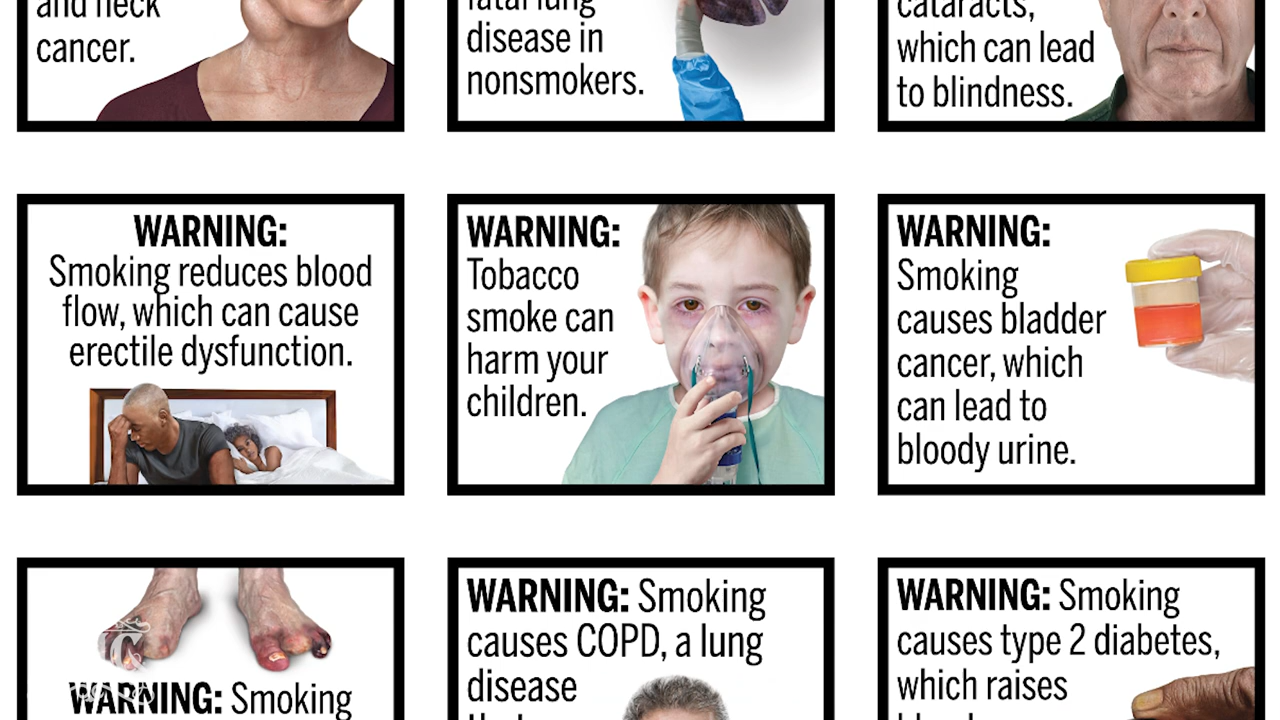 and neck
cancer.
fatal lung
disease in
nonsmokers.
cataracts,
which can lead
to blindness.
WARNING:
Smoking reduces blood
flow, which can cause
erectile dysfunction.
WARNING:
Tobacco
smoke can
harm your
children.
WARNING:
Smoking
causes bladder
cancer, which
can lead to
bloody urine.
WARNING: Smoking
WARNING: Smoking
causes COPD, a lung
disease
WARNING: Smoking
causes type 2 diabetes,
which raises